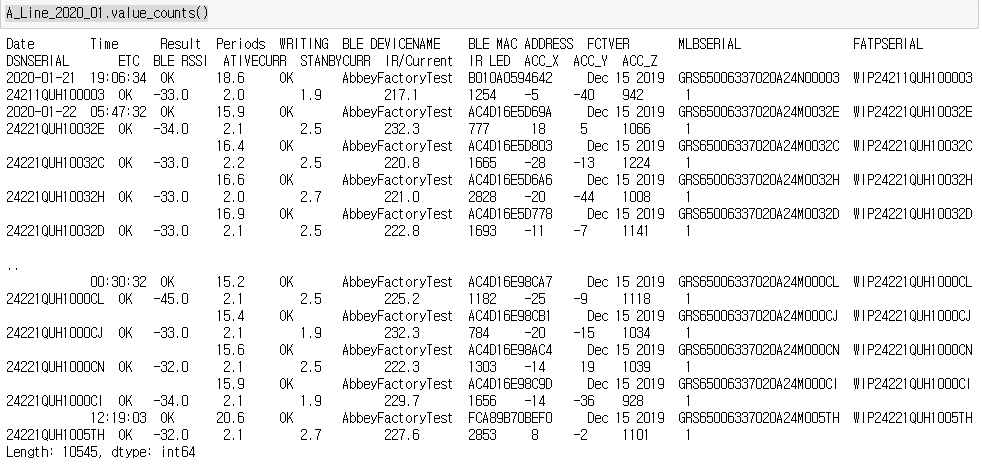 A_Line_2020_01.value_counts()
Date Time Result Periods WRITING BLE DEVICENAME BLE MAC ADDRESS FCTVER MLBSERIAL FATPSERIAL
DSNSERIAL ETC BLE RSSI ATIVECURR STANBYCURR IR/Current IR LED ACC_X ACC_Y ACC_Z
2020-01-21 19:06:34 OK 18.6 OK AbbeyFactoryTest B010A0594642 Dec 15 2019 GRS65006337020A24N00003 WIP24211QUH100003
24211QUH100003 OK -33.0 2.0 1.9 217.1 1254 -5 -40 942 1
2020-01-22 05:47:32 OK 15.9 OK AbbeyFactoryTest AC4D16E5D69A Dec 15 2019 GRS65006337020A24M0032E WIP24221QUH10032E
24221QUH10032E OK -34.0 2.1 2.5 232.3 777 18 5 1066 1
16.4 OK AbbeyFactoryTest AC4D16E5D803 Dec 15 2019 GRS65006337020A24M0032C WIP24221QUH10032C
24221QUH10032C OK -33.0 2.2 2.5 220.8 1665 -28 -13 1224 1
16.6 OK AbbeyFactoryTest AC4D16E5D6A6 Dec 15 2019 GRS65006337020A24M0032H WIP24221QUH10032H
24221QUH10032H OK -33.0 2.0 2.7 221.0 2828 -20 -44 1008 1
16.9 OK AbbeyFactoryTest AC4D16E5D778 Dec 15 2019 GRS65006337020A24M0032D WIP24221QUH10032D
24221QUH10032D OK -33.0 2.1 2.5 222.8 1693 -11 -7 1141 1
..
00:30:32 OK 15.2 OK AbbeyFactoryTest AC4D16E98CA7 Dec 15 2019 GRS65006337020A24M000CL WIP24221QUH1000CL
24221QUH1000CL OK -45.0 2.1 2.5 225.2 1182 -25 -9 1118 1
15.4 OK AbbeyFactoryTest AC4D16E98CB1 Dec 15 2019 GRS65006337020A24M000CJ WIP24221QUH1000CJ
24221QUH1000CJ OK -33.0 2.1 1.9 232.3 784 -20 -15 1034 1
15.6 OK AbbeyFactoryTest AC4D16E98AC4 Dec 15 2019 GRS65006337020A24M000CN WIP24221QUH1000CN
24221QUH1000CN OK -32.0 2.1 2.5 222.3 1303 -14 19 1039 1
15.9 OK AbbeyFactoryTest AC4D16E98C9D Dec 15 2019 GRS65006337020A24M000CI WIP24221QUH1000CI
24221QUH1000CI OK -34.0 2.1 1.9 229.7 1656 -14 -36 928 1
12:19:03 OK 20.6 OK AbbeyFactoryTest FCA89B70BEF0 Dec 15 2019 GRS65006337020A24M005TH WIP24221QUH1005TH
24221QUH1005TH OK -32.0 2.1 2.7 227.6 2853 8 -2 1101 1
Length: 10545, dtype: int64